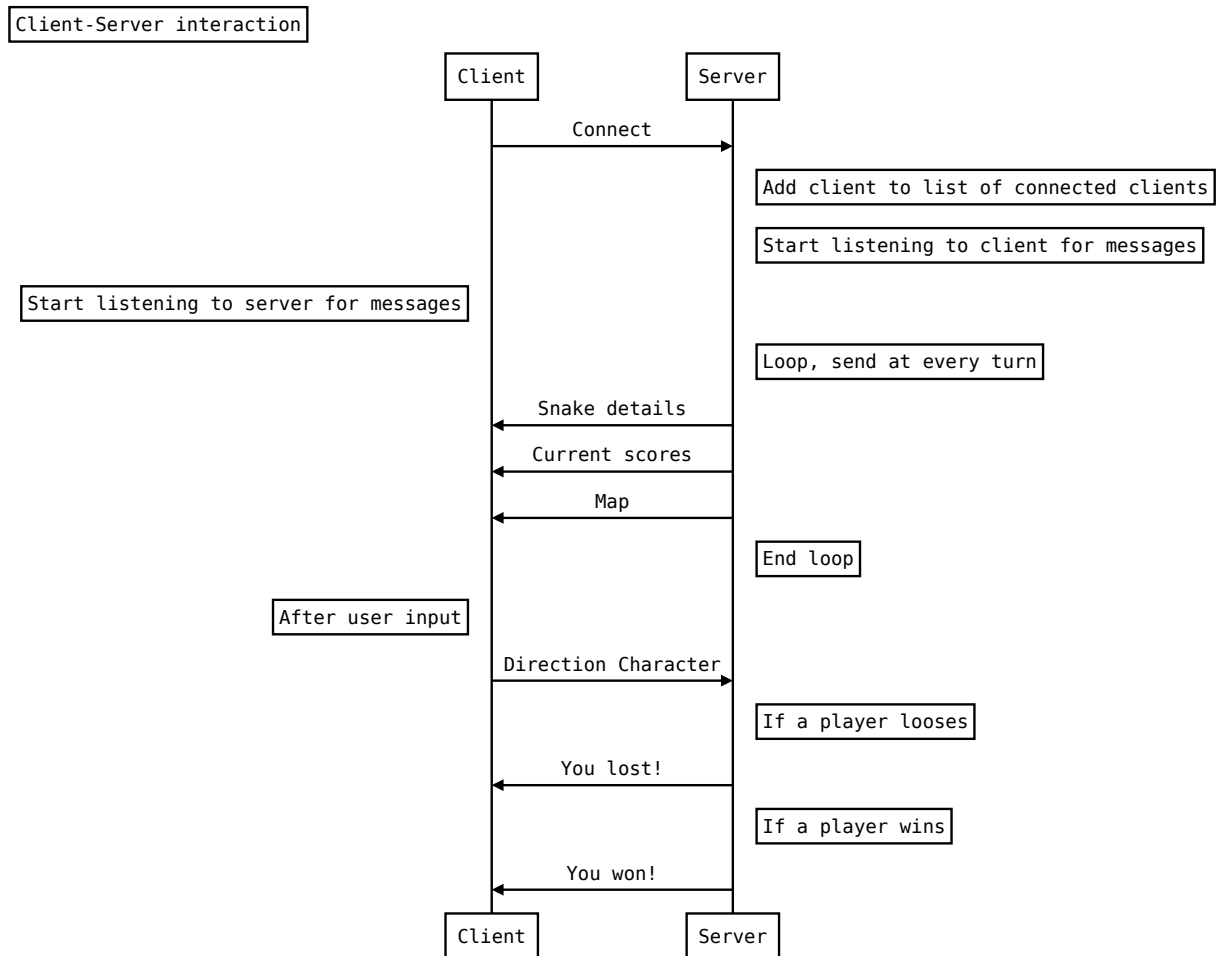 Client-Server interaction
Client
Server
Connect
Add client to list of connected clients
Start listening to client for messages
Start listening to server for messages
Loop, send at every turn
Snake details
Current scores
Map
End loop
After user input
Direction Character
If a player looses
You lost!
If a player wins
You won!
Client
Server